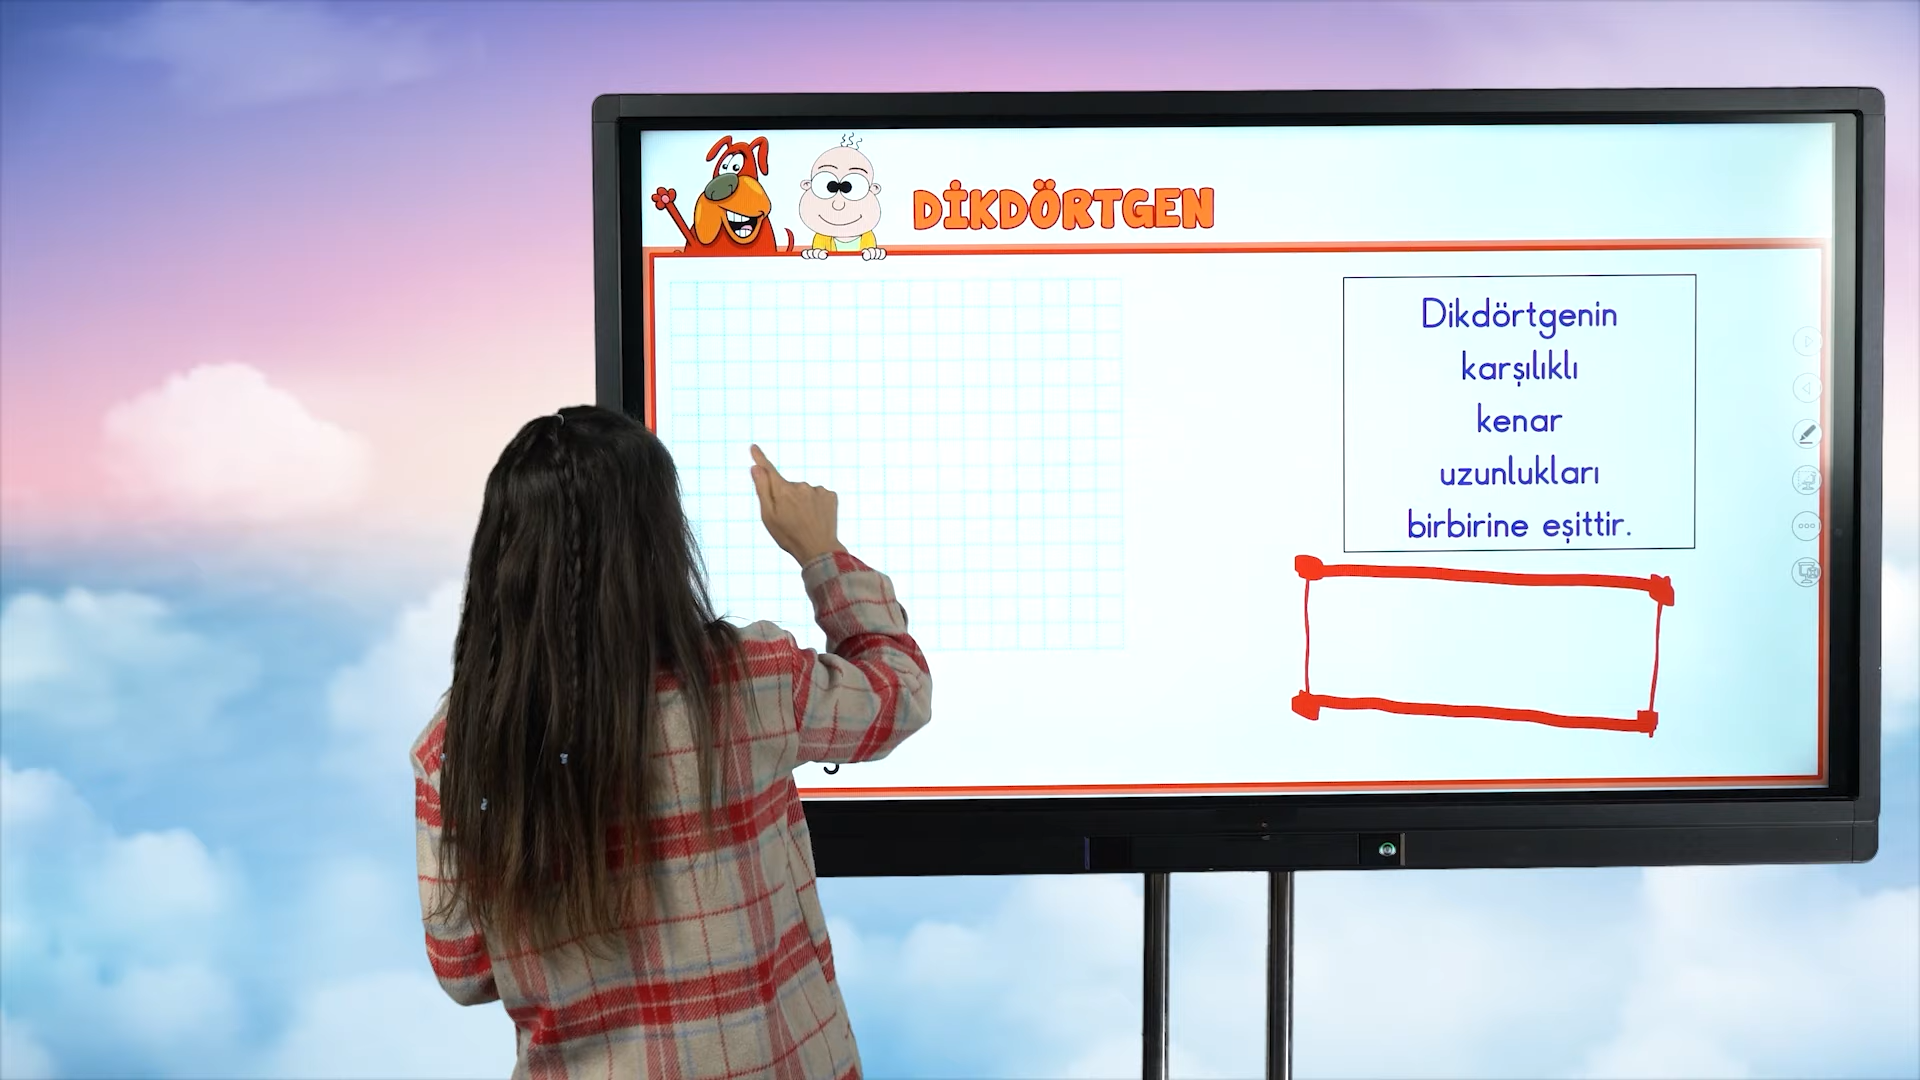 DİKDÖRTGEN
Dikdörtgenin
karşılıklı
kenar
uzunlukları
birbirine eşittir.